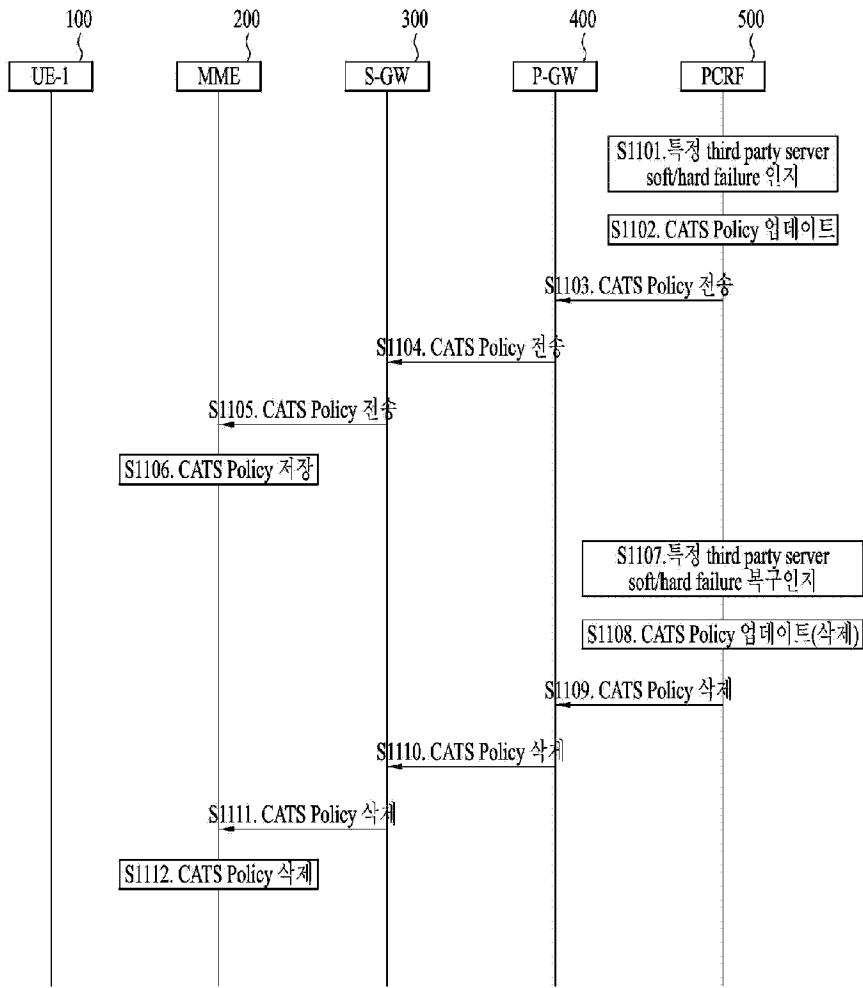 100 200 300 400 500
UE-1 MME S-GW P-GW PCRF
S1101.특정 third party server
soft/hard failure 인지
S1102. CATS Policy 업데이트
S1103. CATS Policy 전송
S1104. CATS Policy 전송
S1105. CATS Policy 전송
S1106. CATS Policy 저장
S1107.특정 third party server
soft/hard failure 복구인지
S1108. CATS Policy 업데이트(삭제)
S1109. CATS Policy 삭제
S1110. CATS Policy 삭제
S1111. CATS Policy 삭제
S1112. CATS Policy 삭제